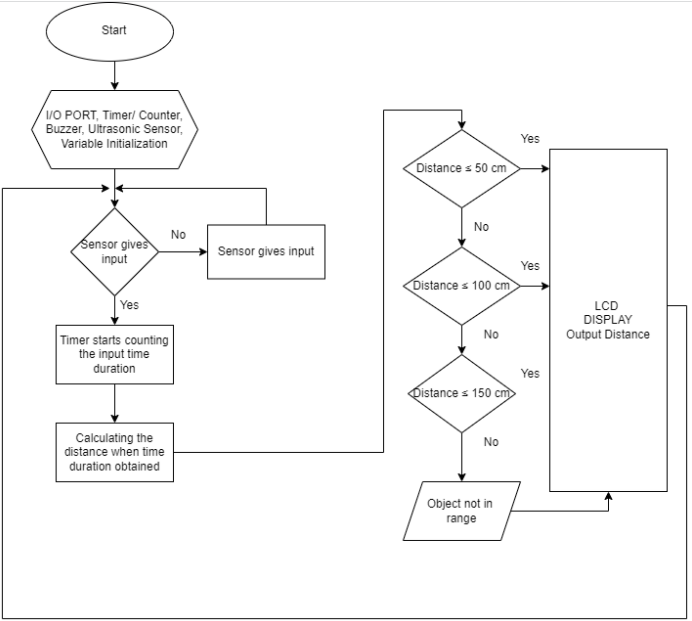 Start
I/O PORT, Timer/ Counter,
Buzzer, Ultrasonic Sensor,
Variable Initialization
Sensor gives
input
No
Sensor gives input
Yes
Timer starts counting
the input time
duration
Calculating the
distance when time
duration obtained
Distance ≤ 50 cm
Yes
No
Distance ≤ 100 cm
Yes
No
Distance ≤ 150 cm
Yes
No
Object not in
range
LCD
DISPLAY
Output Distance